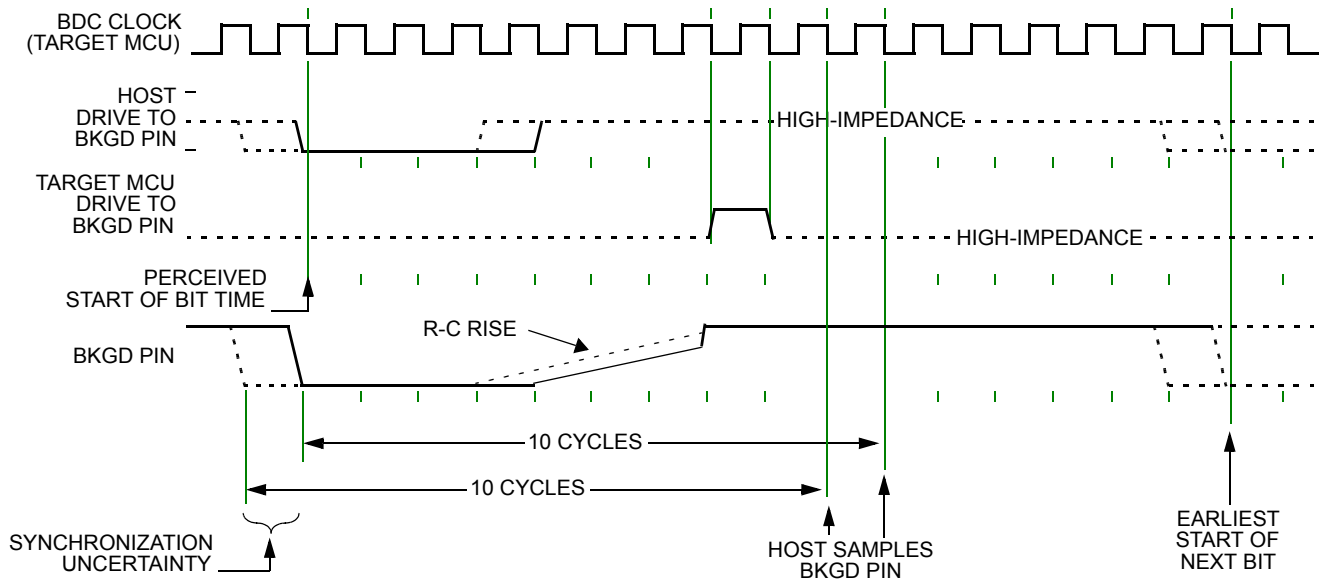 BDC CLOCK
(TARGET MCU)
HOST
DRIVE TO
BKGD PIN
HIGH-IMPEDANCE
TARGET MCU
DRIVE TO
BKGD PIN
HIGH-IMPEDANCE
PERCEIVED
START OF BIT TIME
R-C RISE
BKGD PIN
10 CYCLES
10 CYCLES
SYNCHRONIZATION
UNCERTAINTY
HOST SAMPLES
BKGD PIN
EARLIEST
START OF
NEXT BIT